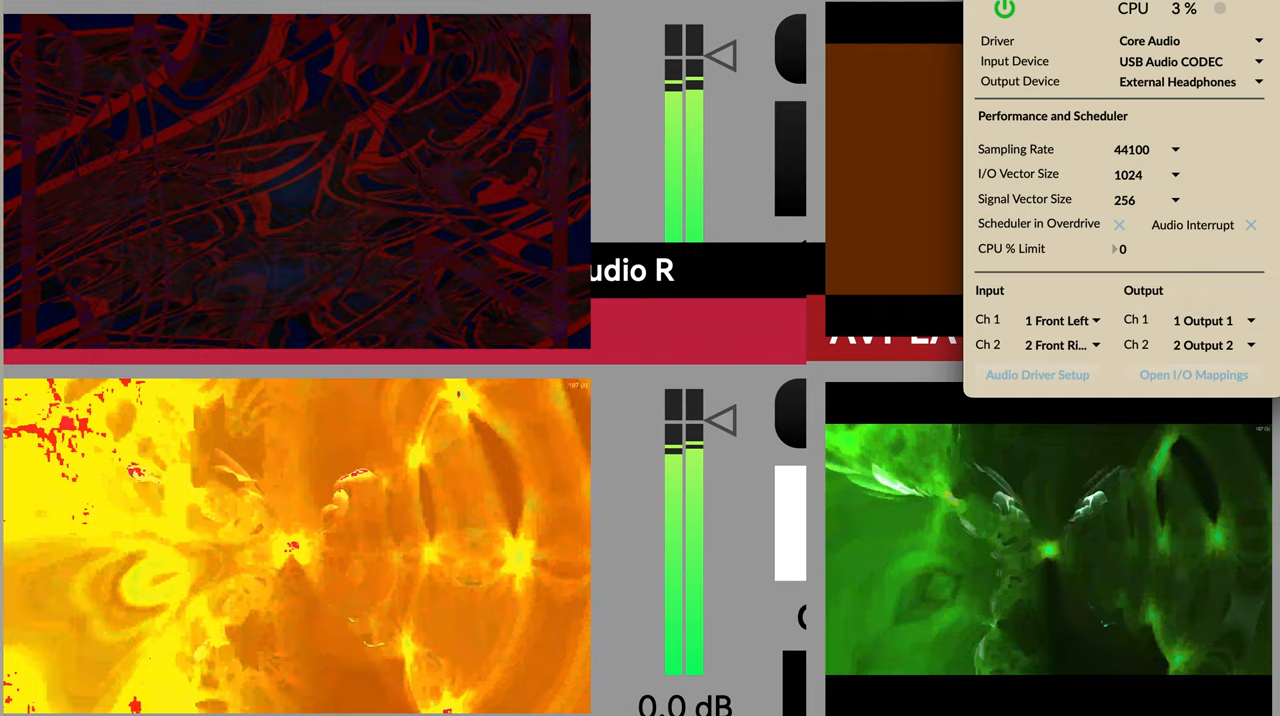 CPU 3 %
Driver Core Audio
Input Device USB Audio CODEC
Output Device External Headphones
Performance and Scheduler
Sampling Rate 44100
I/O Vector Size 1024
Signal Vector Size 256
Scheduler in Overdrive Audio Interrupt
CPU % Limit 0
Input Output
Ch 1 1 Front Left Ch 1 1 Output 1
Ch 2 2 Front Ri... Ch 2 2 Output 2
Audio Driver Setup Open I/O Mappings
udio R
0.0 dB